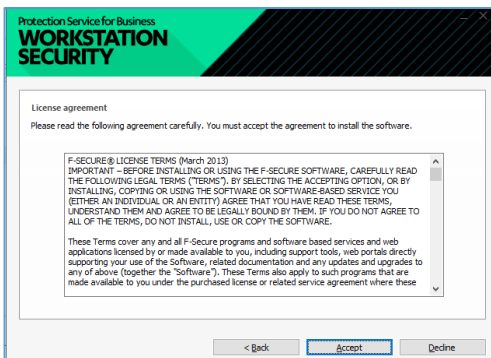 Protection Service for Business
WORKSTATION
SECURITY
License agreement
Please read the following agreement carefully. You must accept the agreement to install the software.
F-SECURE® LICENSE TERMS (March 2013)
IMPORTANT – BEFORE INSTALLING OR USING THE F-SECURE SOFTWARE, CAREFULLY READ
THE FOLLOWING LEGAL TERMS ("TERMS"). BY SELECTING THE ACCEPTING OPTION, OR BY
INSTALLING, COPYING OR USING THE SOFTWARE OR SOFTWARE-BASED SERVICE YOU
(EITHER AN INDIVIDUAL OR AN ENTITY) AGREE THAT YOU HAVE READ THESE TERMS,
UNDERSTAND THEM AND AGREE TO BE LEGALLY BOUND BY THEM. IF YOU DO NOT AGREE TO
ALL OF THE TERMS, DO NOT INSTALL, USE OR COPY THE SOFTWARE.
These Terms cover any and all F-Secure programs and software based services and web
applications licensed by or made available to you, including support tools, web portals directly
supporting your use of the Software, related documentation and any updates and upgrades to
any of above (together the "Software"). These Terms also apply to such programs that are
made available to you under the purchased license or related service agreement where these
< Back
Accept
Decline